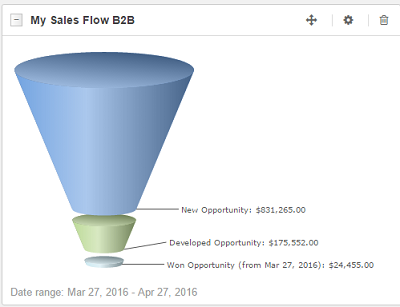 My Sales Flow B2B
New Opportunity: $831,265.00
Developed Opportunity: $175,552.00
Won Opportunity (from Mar 27, 2016): $24,455.00
Date range: Mar 27, 2016 - Apr 27, 2016